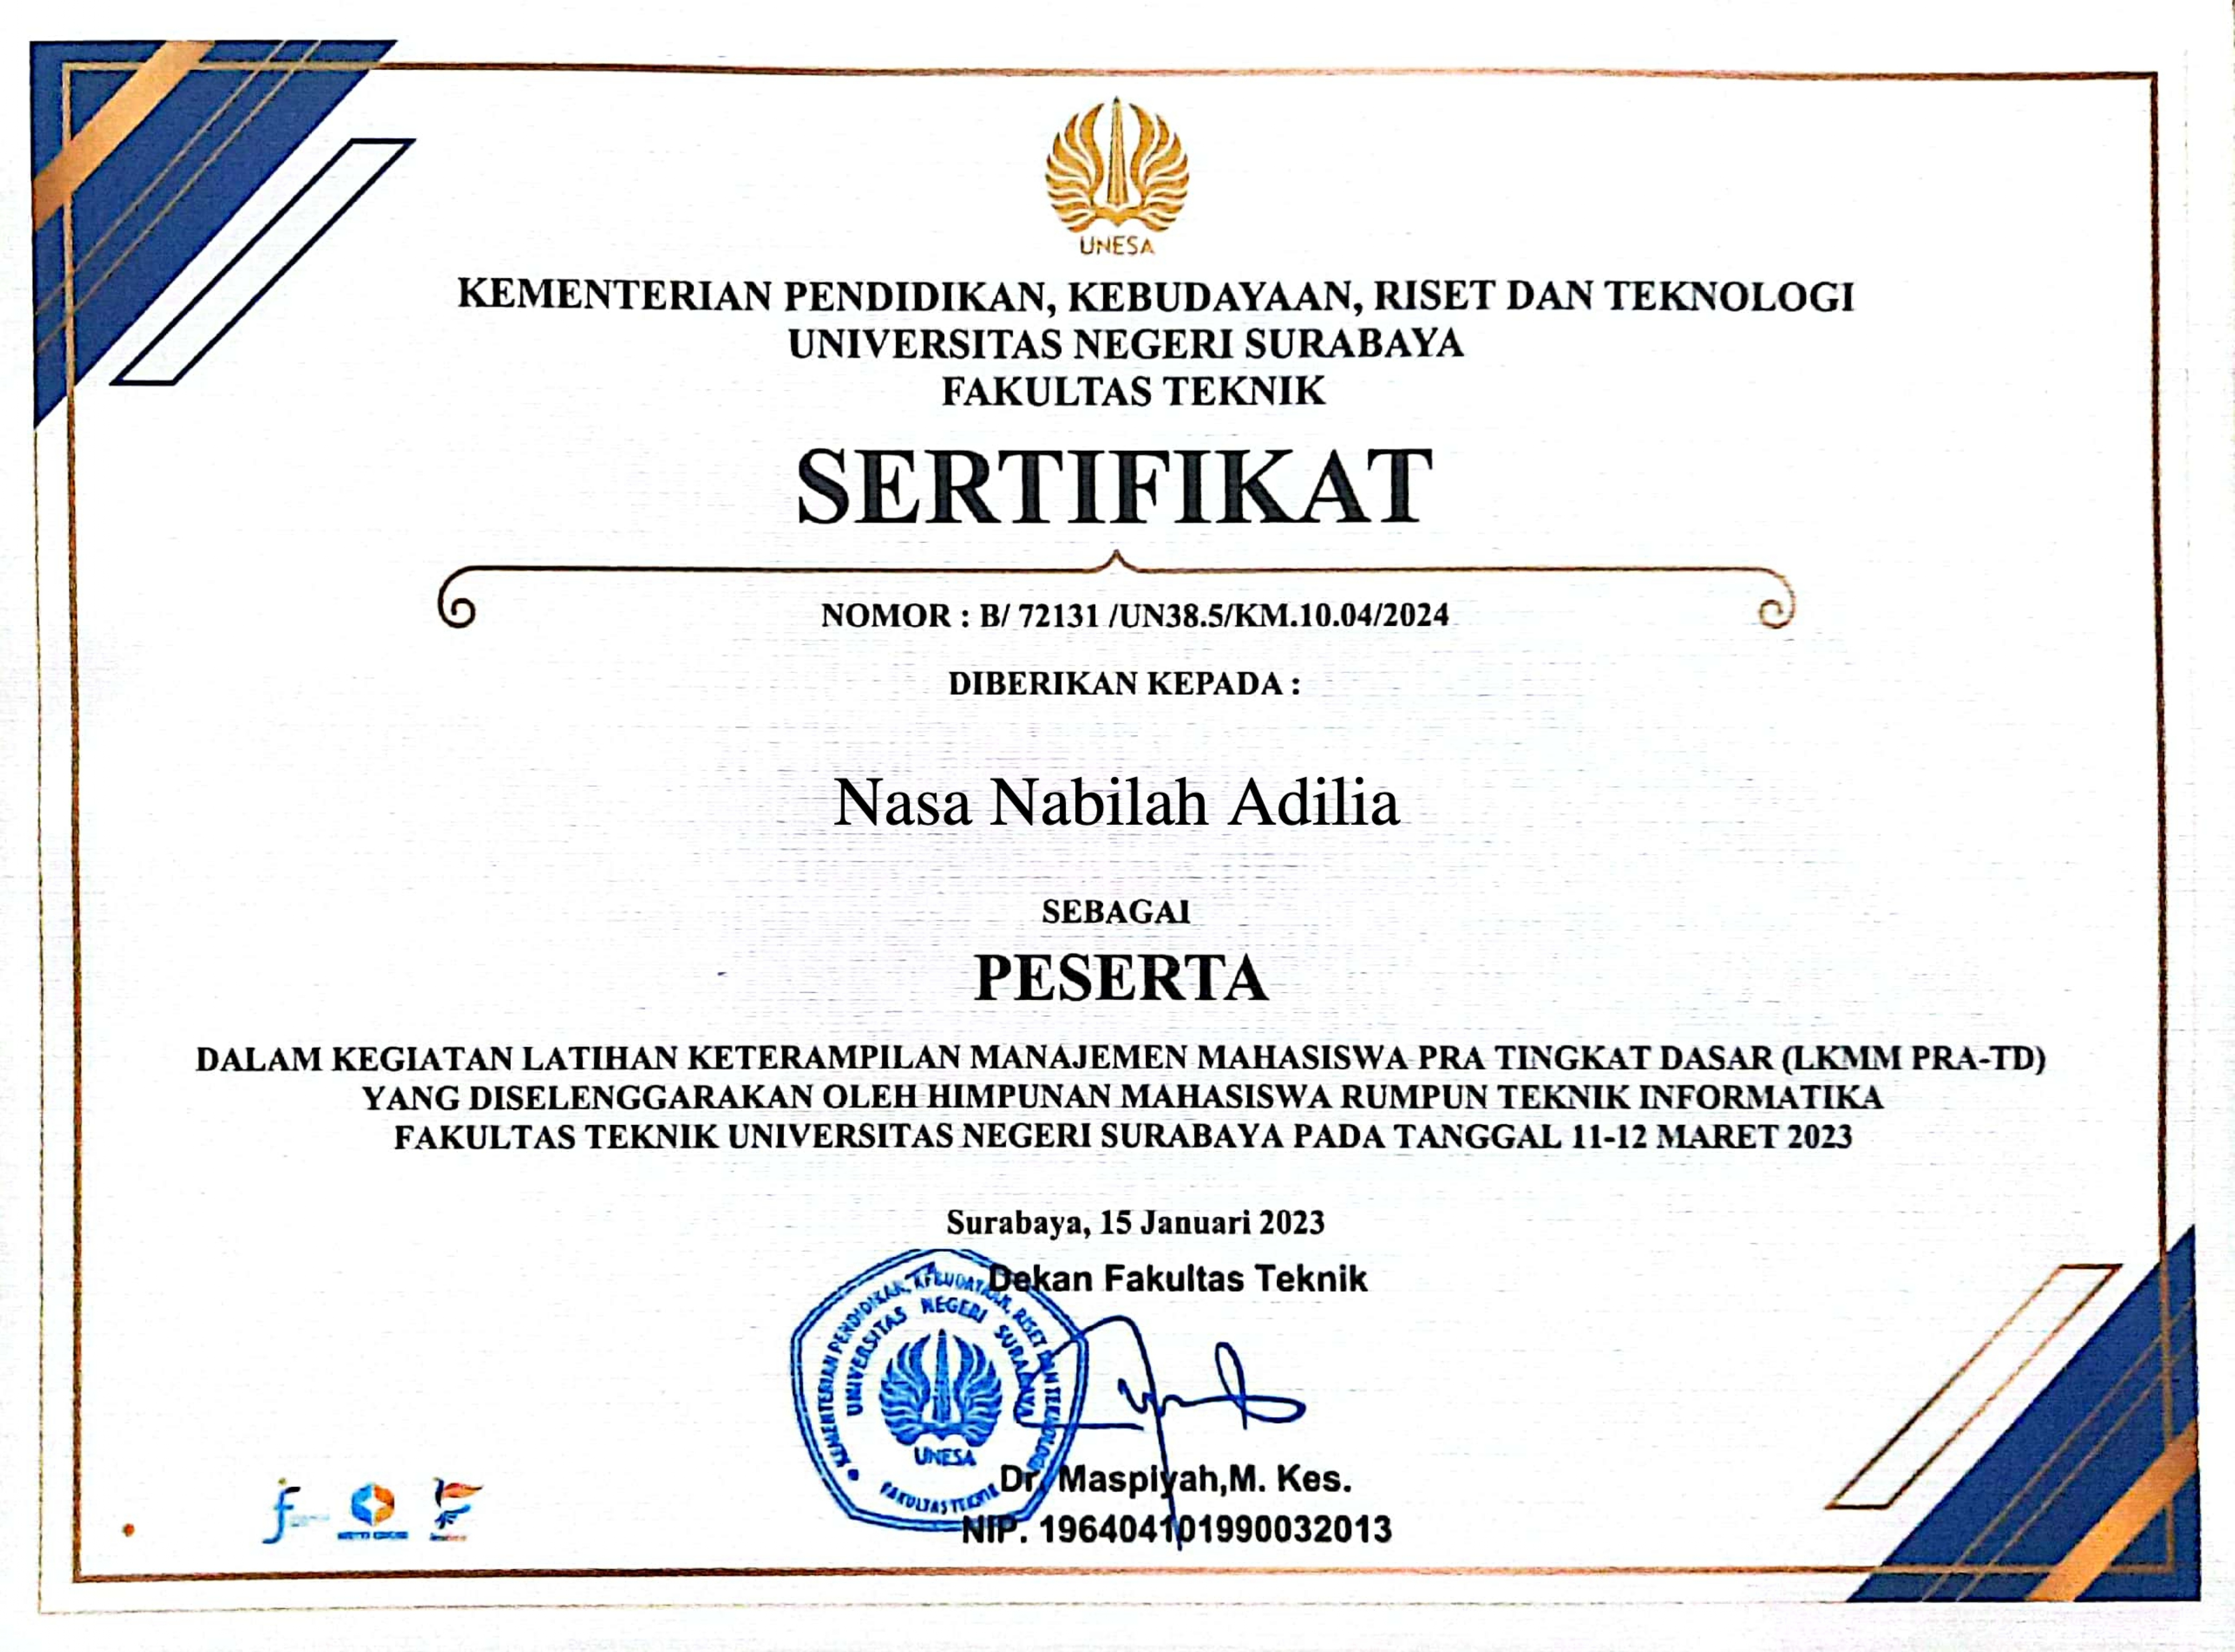 UNESA
KEMENTERIAN PENDIDIKAN, KEBUDAYAAN, RISET DAN TEKNOLOGI
UNIVERSITAS NEGERI SURABAYA
FAKULTAS TEKNIK
SERTIFIKAT
NOMOR : B/ 72131 /UN38.5/KM.10.04/2024
DIBERIKAN KEPADA :
Nasa Nabilah Adilia
SEBAGAI
PESERTA
DALAM KEGIATAN LATIHAN KETERAMPILAN MANAJEMEN MAHASISWA PRA TINGKAT DASAR (LKMM PRA-TD)
YANG DISELENGGARAKAN OLEH HIMPUNAN MAHASISWA RUMPUN TEKNIK INFORMATIKA
FAKULTAS TEKNIK UNIVERSITAS NEGERI SURABAYA PADA TANGGAL 11-12 MARET 2023
Surabaya, 15 Januari 2023
Dekan Fakultas Teknik
KEMENTERIAN PENDIDIKAN, KEBUDAYAAN, RISET DAN TEKNOLOGI
UNIVERSITAS NEGERI SURABAYA
UNESA
FAKULTAS TEKNIK
Dr. Maspiyah,M. Kes.
NIP. 196404101990032013